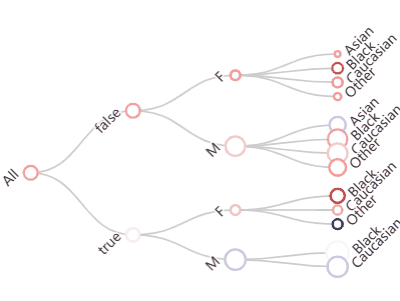 All
false
F
Asian
Black
Caucasian
Other
M
Asian
Black
Caucasian
Other
true
F
Black
Caucasian
Other
M
Black
Caucasian